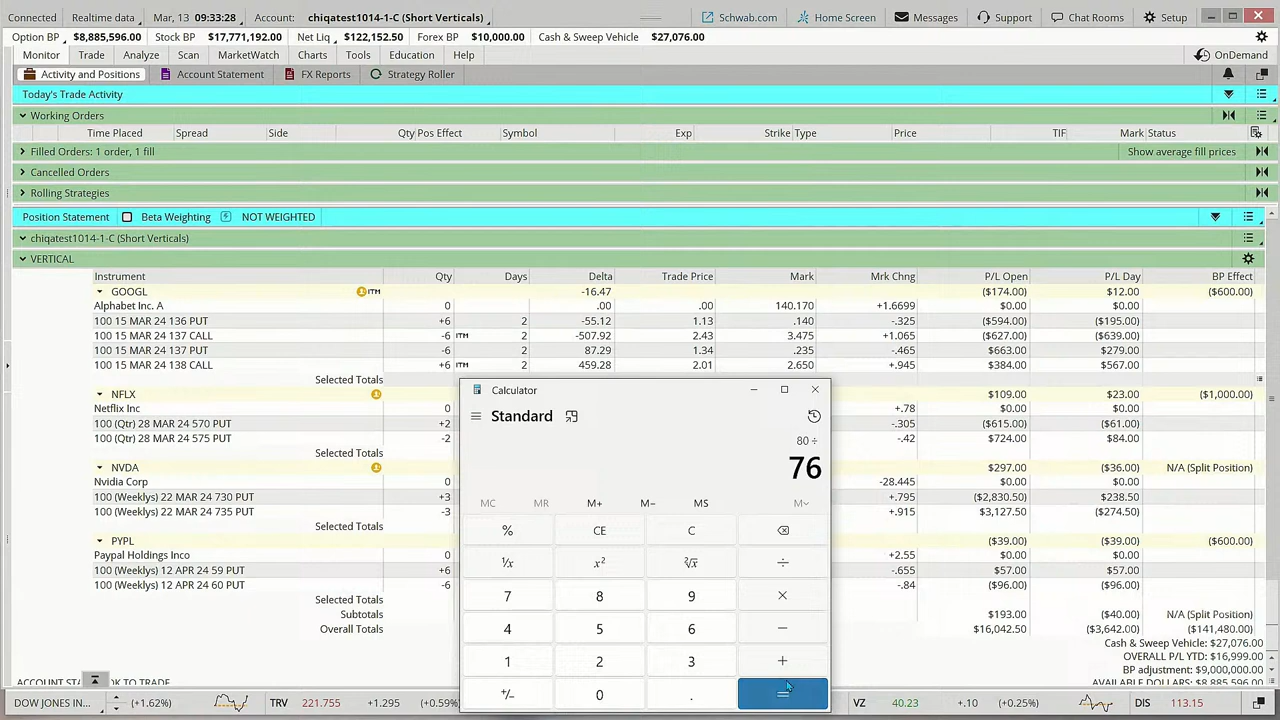 Connected Realtime data Mar, 13 09:33:28 Account: chiqatest1014-1-C (Short Verticals) Schwab.com Home Screen Messages Support Chat Rooms Setup
Option BP $8,885,596.00 Stock BP $17,771,192.00 Net Liq $122,152.50 Forex BP $10,000.00 Cash & Sweep Vehicle $27,076.00
Monitor Trade Analyze Scan MarketWatch Charts Tools Education Help OnDemand
Activity and Positions Account Statement FX Reports Strategy Roller
Today's Trade Activity
Working Orders
Time Placed Spread Side Qty Pos Effect Symbol Exp Strike Type Price TIF Mark Status
Filled Orders: 1 order, 1 fill Show average fill prices
Cancelled Orders
Rolling Strategies
Position Statement Beta Weighting NOT WEIGHTED
chiqatest1014-1-C (Short Verticals)
VERTICAL
Instrument Qty Days Delta Trade Price Mark Mrk Chng P/L Open P/L Day BP Effect
GOOGL ITM -16.47 ($174.00) $12.00 ($600.00)
Alphabet Inc. A 0 .00 .00 140.170 +1.6699 $0.00 $0.00
100 15 MAR 24 136 PUT +6 2 -55.12 1.13 .140 -.325 ($594.00) ($195.00)
100 15 MAR 24 137 CALL -6 ITM 2 -507.92 2.43 3.475 +1.065 ($627.00) ($639.00)
100 15 MAR 24 137 PUT -6 2 87.29 1.34 .235 -.465 $663.00 $279.00
100 15 MAR 24 138 CALL +6 ITM 2 459.28 2.01 2.650 +.945 $384.00 $567.00
Selected Totals
NFLX $109.00 $23.00 ($1,000.00)
Netflix Inc 0 +.78 $0.00 $0.00
100 (Qtr) 28 MAR 24 570 PUT +2 -.305 ($615.00) ($61.00)
100 (Qtr) 28 MAR 24 575 PUT -2 -.42 $724.00 $84.00
Selected Totals
NVDA $297.00 ($36.00) N/A (Split Position)
Nvidia Corp 0 -28.445 $0.00 $0.00
100 (Weeklys) 22 MAR 24 730 PUT +3 +.795 ($2,830.50) $238.50
100 (Weeklys) 22 MAR 24 735 PUT -3 +.915 $3,127.50 ($274.50)
Selected Totals
PYPL ($39.00) ($39.00) ($600.00)
Paypal Holdings Inco 0 +2.55 $0.00 $0.00
100 (Weeklys) 12 APR 24 59 PUT +6 -.655 $57.00 $57.00
100 (Weeklys) 12 APR 24 60 PUT -6 -.84 ($96.00) ($96.00)
Selected Totals
Subtotals $193.00 ($40.00) N/A (Split Position)
Overall Totals $16,042.50 ($3,642.00) ($141,480.00)
Cash & Sweep Vehicle: $27,076.00
OVERALL P/L YTD: $16,999.00
BP adjustment: $9,000,000.00
Calculator
Standard
80 ÷
76
MC MR M+ M− MS M
% CE C
¹/x x² ²√x ÷
7 8 9 ×
4 5 6 −
1 2 3 +
+/− 0 . =
DOW JONES (+1.62%) TRV 221.755 +1.295 (+0.59%) VZ 40.23 +.10 (+0.25%) DIS 113.15